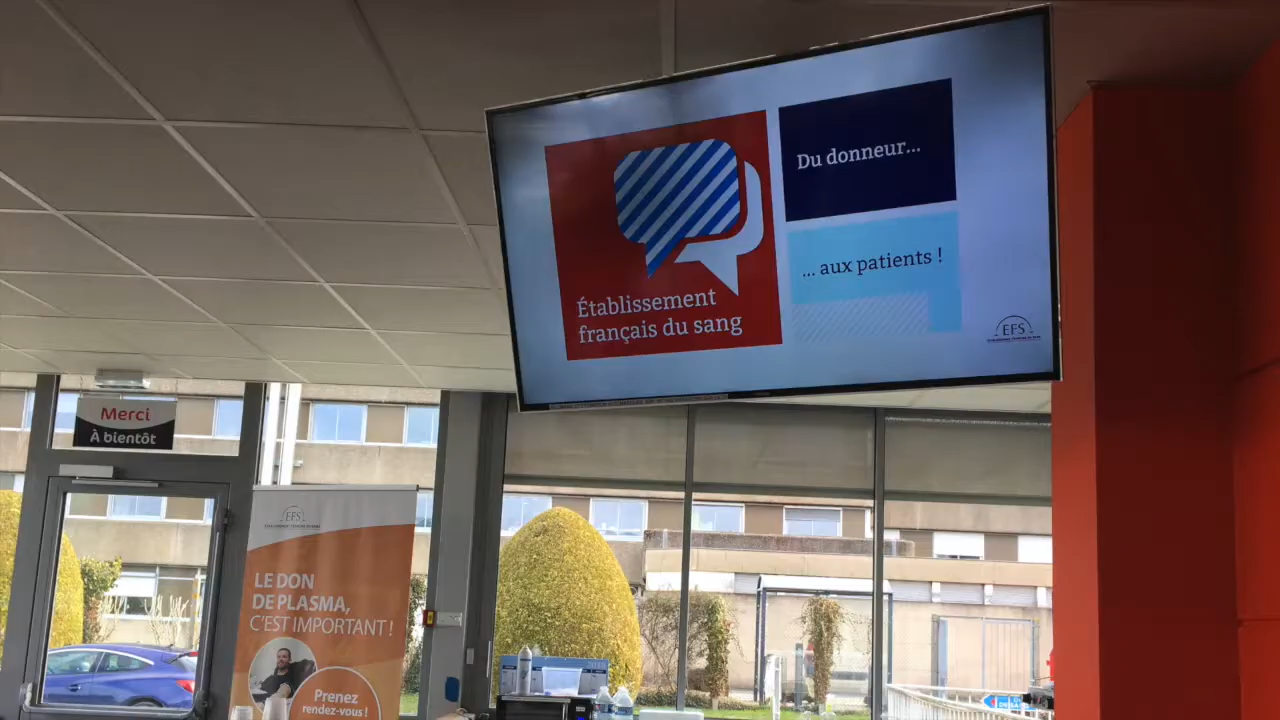 Établissement
français du sang
Du donneur...
... aux patients !
EFS
Merci
À bientôt
EFS
LE DON
DE PLASMA,
C'EST IMPORTANT !
Prenez
rendez-vous !